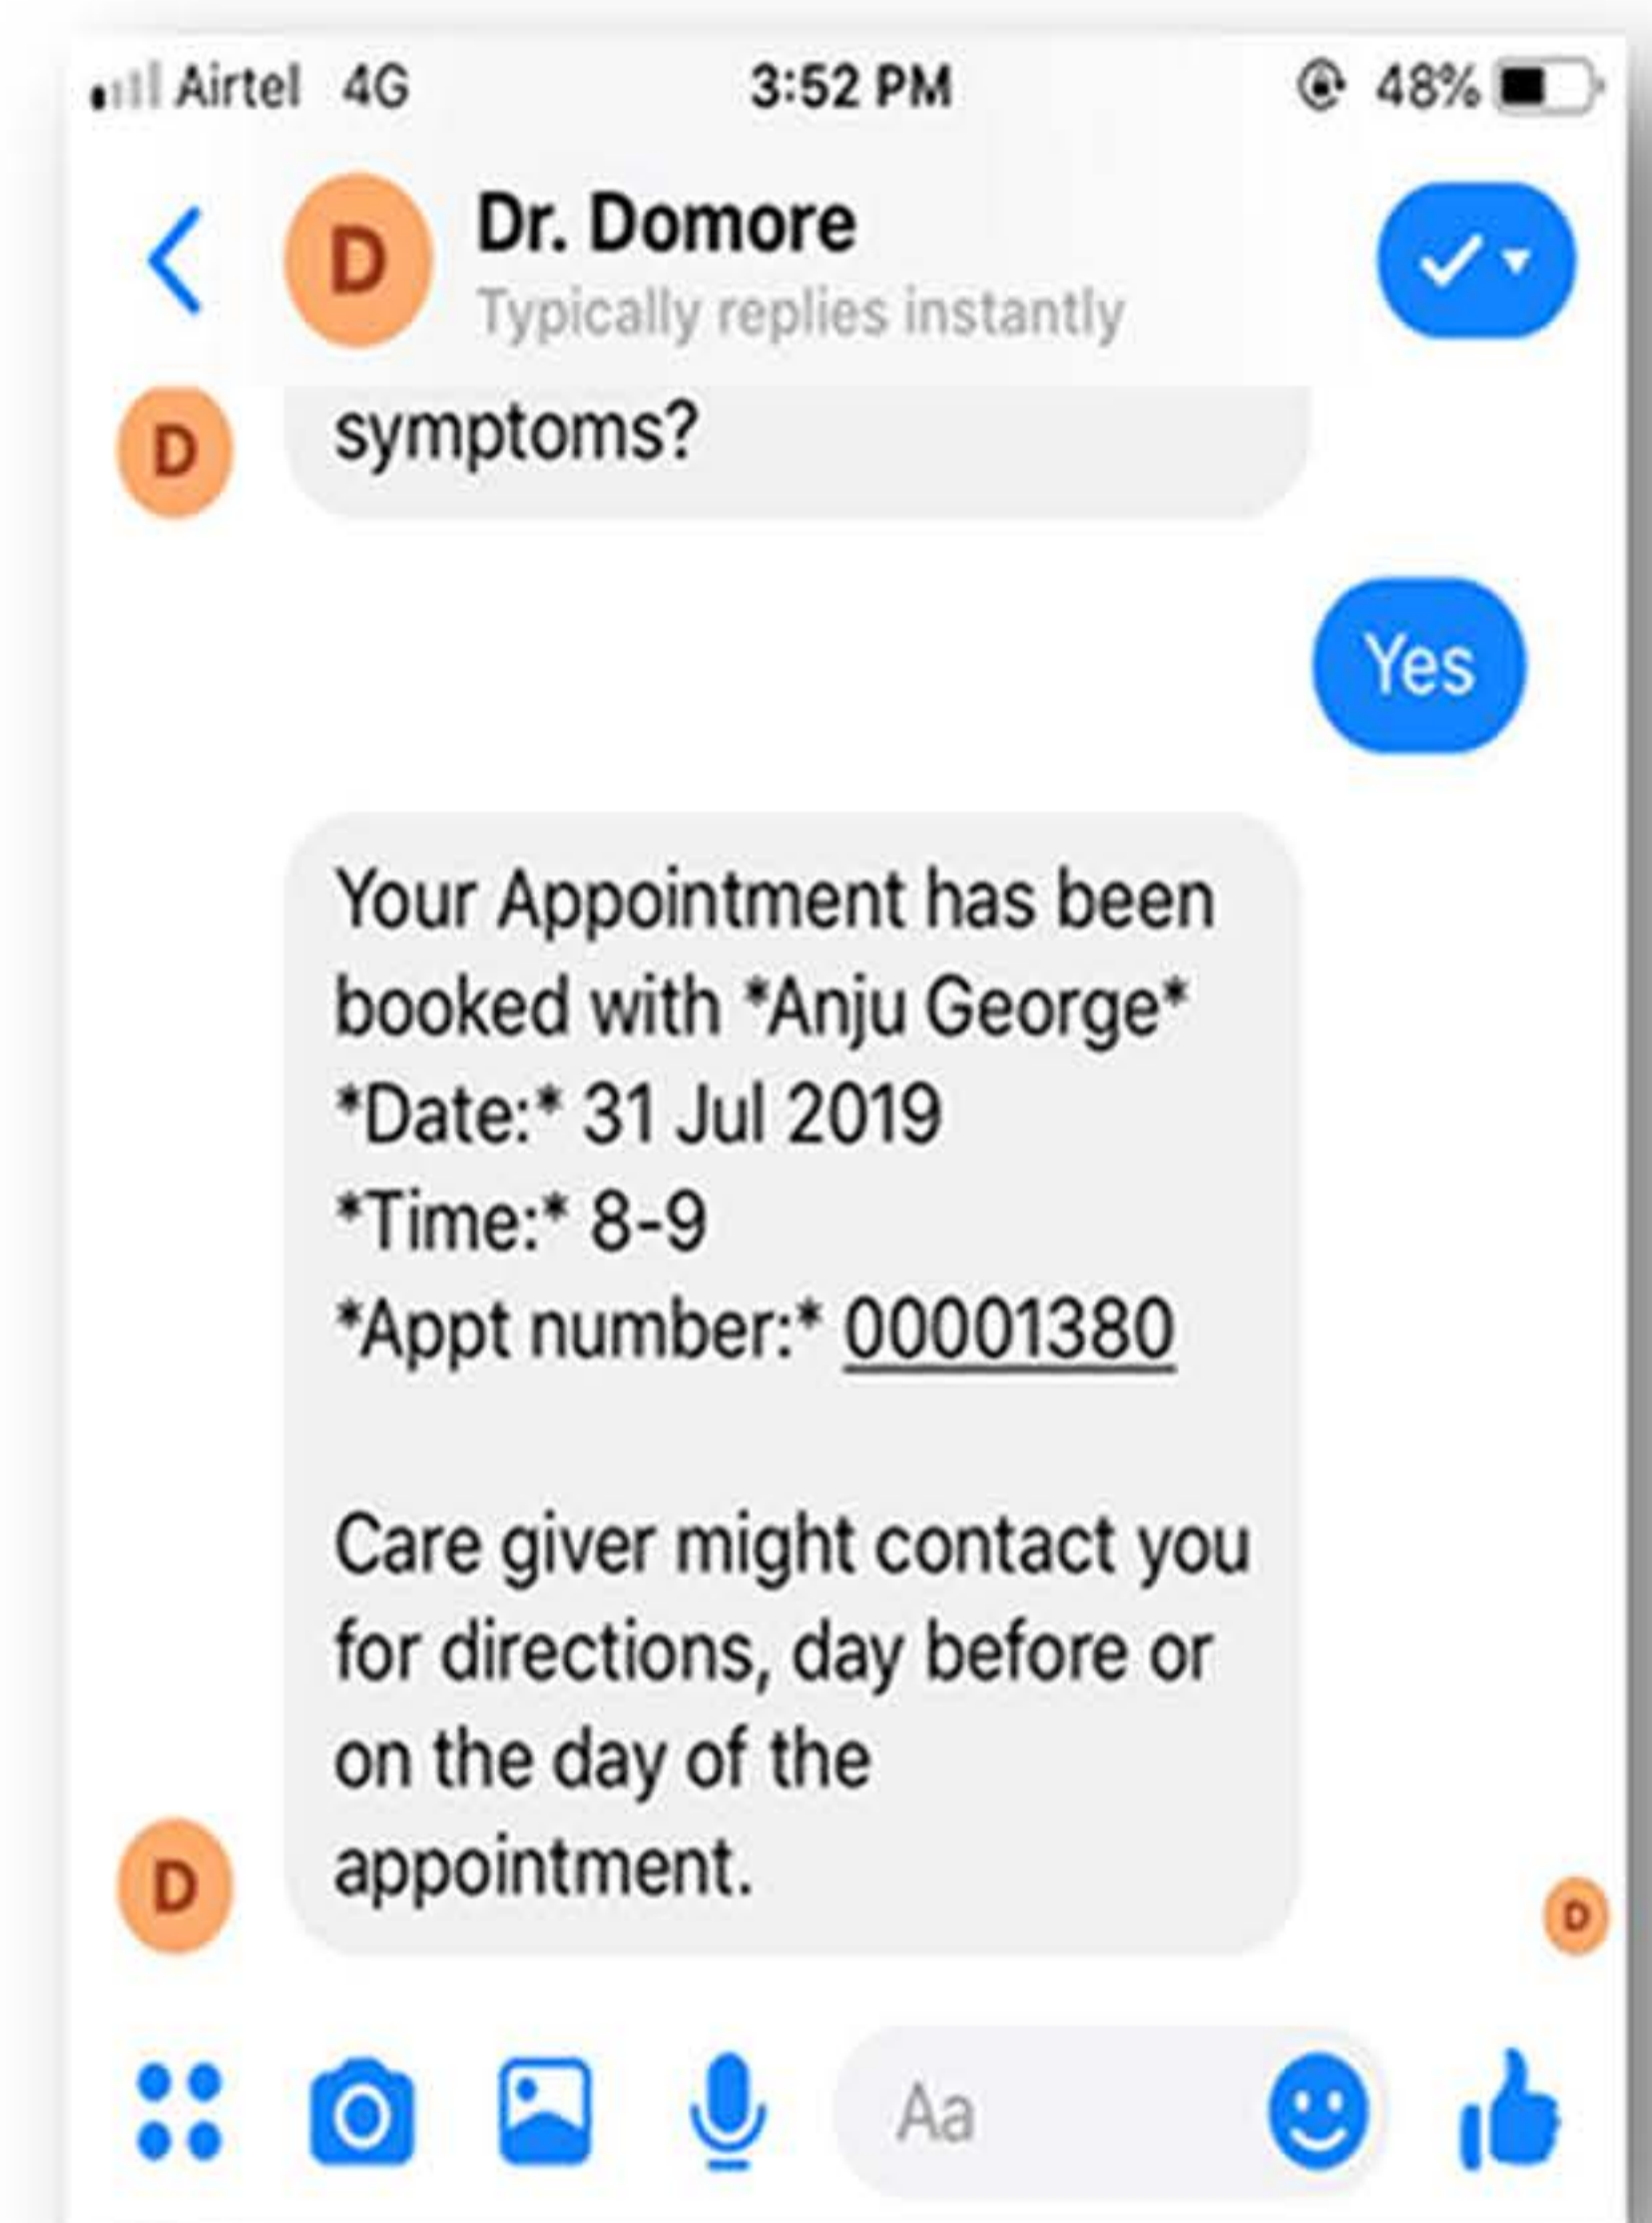 Airtel 4G 3:52 PM 48%
D Dr. Domore
Typically replies instantly
D symptoms?
Yes
Your Appointment has been
booked with *Anju George*
*Date:* 31 Jul 2019
*Time:* 8-9
*Appt number:* 00001380
Care giver might contact you
for directions, day before or
on the day of the
D appointment.
D
Aa